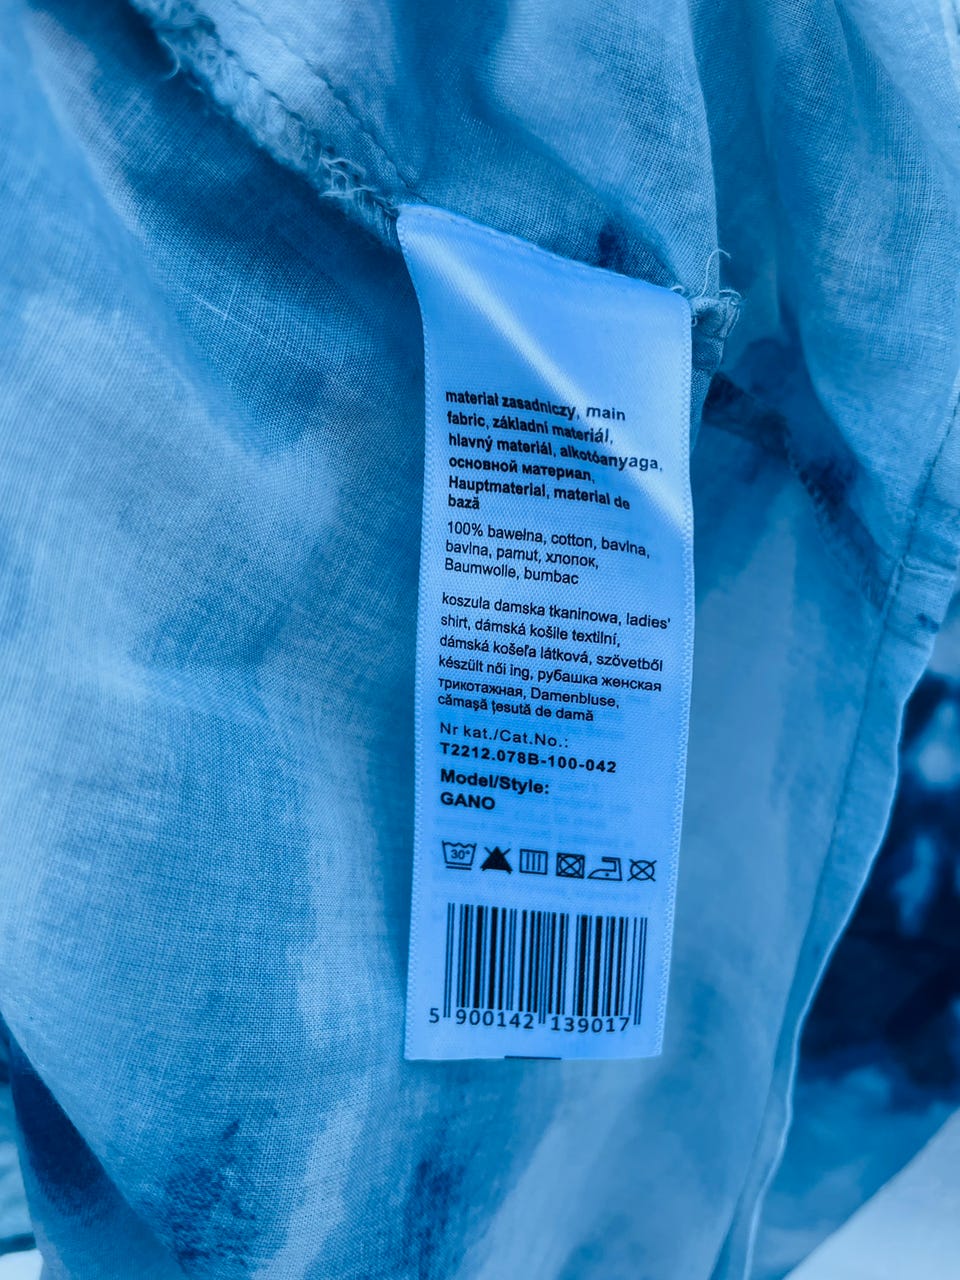 materiał zasadniczy, main
fabric, základní materiál,
hlavný materiál, alkotóanyaga,
основной материал,
Hauptmaterial, material de
bază
100% bawełna, cotton, bavlna,
bavlna, pamut, хлопок,
Baumwolle, bumbac
koszula damska tkaninowa, ladies'
shirt, dámská košile textilní,
dámská košeľa látková, szövetből
készült női ing, рубашка женская
трикотажная, Damenbluse,
cămaşă ţesută de damă
Nr kat./Cat.No.:
T2212.078B-100-042
Model/Style:
GANO
30°
5 900142 139017